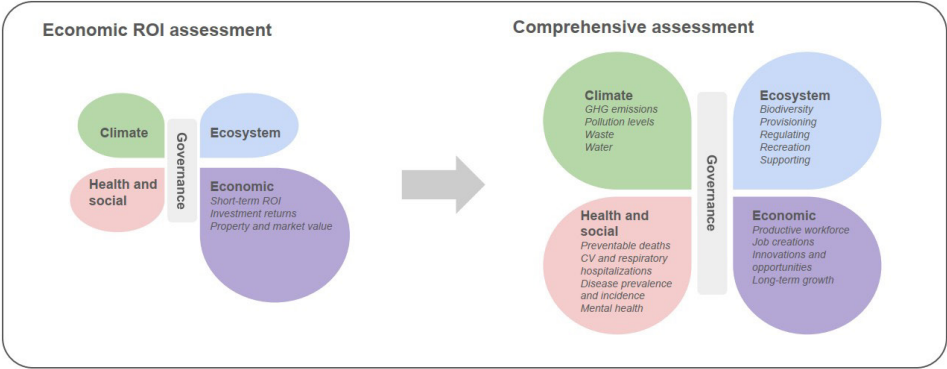 Economic ROI assessment
Climate
Ecosystem
Governance
Health and
social
Economic
Short-term ROI
Investment returns
Property and market value
Comprehensive assessment
Climate
GHG emissions
Pollution levels
Waste
Water
Ecosystem
Biodiversity
Provisioning
Regulating
Recreation
Supporting
Governance
Health and
social
Preventable deaths
CV and respiratory
hospitalizations
Disease prevalence
and incidence
Mental health
Economic
Productive workforce
Job creations
Innovations and
opportunities
Long-term growth